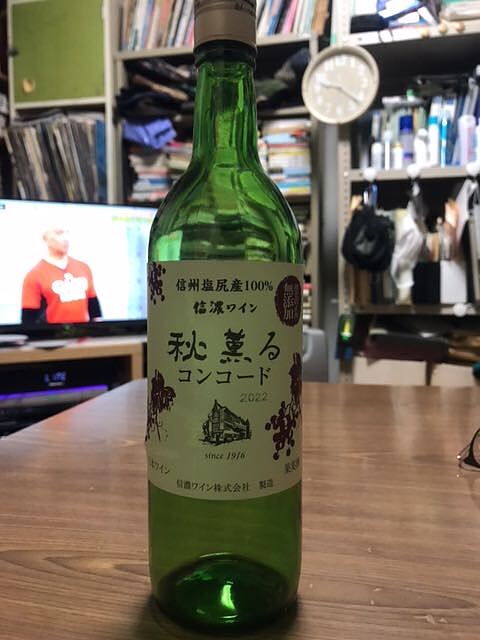 信州塩尻産100%
信濃ワイン
無添加
秋薫る
コンコード
2022
since 1916
信濃ワイン株式会社 製造